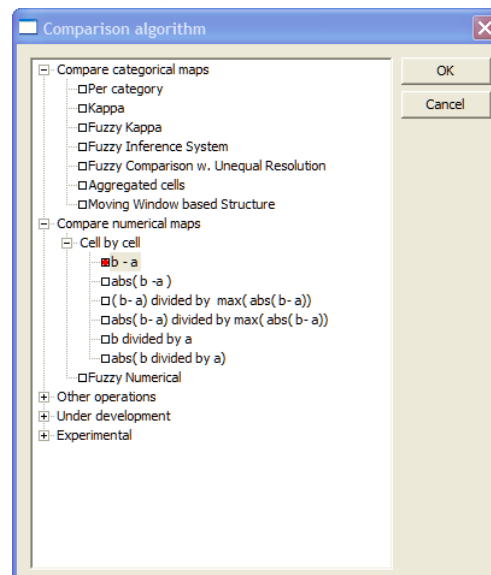 Comparison algorithm
Compare categorical maps
Per category
Kappa
Fuzzy Kappa
Fuzzy Inference System
Fuzzy Comparison w. Unequal Resolution
Aggregated cells
Moving Window based Structure
Compare numerical maps
Cell by cell
b - a
abs( b -a )
( b- a) divided by max( abs( b- a))
abs( b- a) divided by max( abs( b- a))
b divided by a
abs( b divided by a)
Fuzzy Numerical
Other operations
Under development
Experimental
OK
Cancel